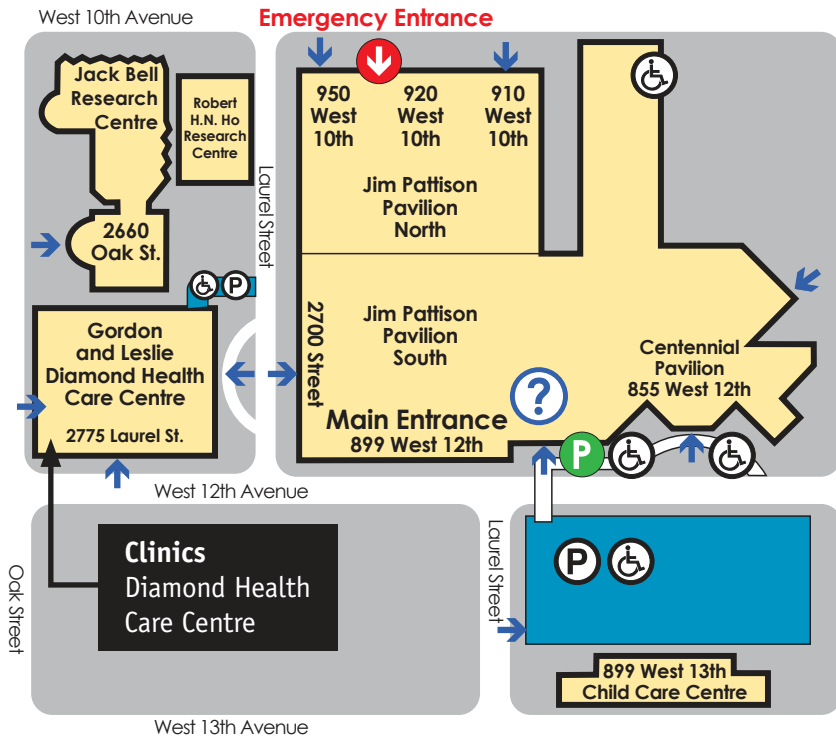 West 10th Avenue
Emergency Entrance
Jack Bell
Research
Centre
Robert
H.N. Ho
Research
Centre
950
West
10th
920
West
10th
910
West
10th
Laurel Street
Jim Pattison
Pavilion
North
2660
Oak St.
P
2700 Street
Jim Pattison
Pavilion
South
Gordon
and Leslie
Diamond Health
Care Centre
2775 Laurel St.
Centennial
Pavilion
855 West 12th
?
Main Entrance
899 West 12th
P
West 12th Avenue
Oak Street
Clinics
Diamond Health
Care Centre
Laurel Street
P
899 West 13th
Child Care Centre
West 13th Avenue